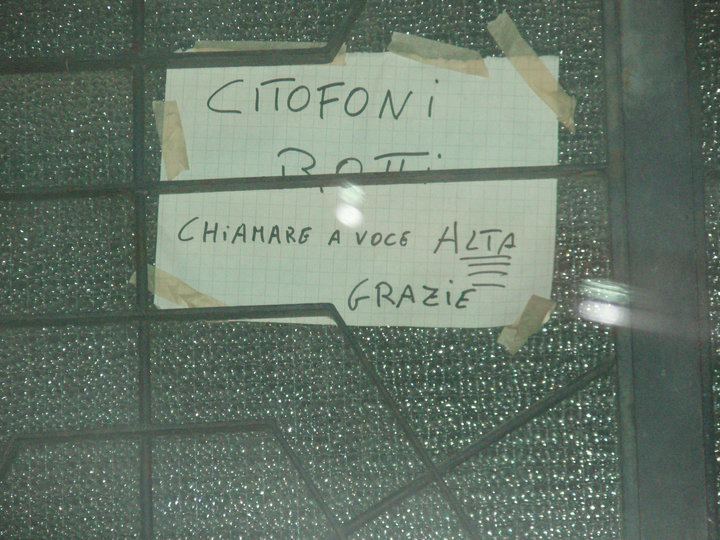 CITOFONi
ROTTi
CHiAMARE A VOCE ALTA
GRAZiE